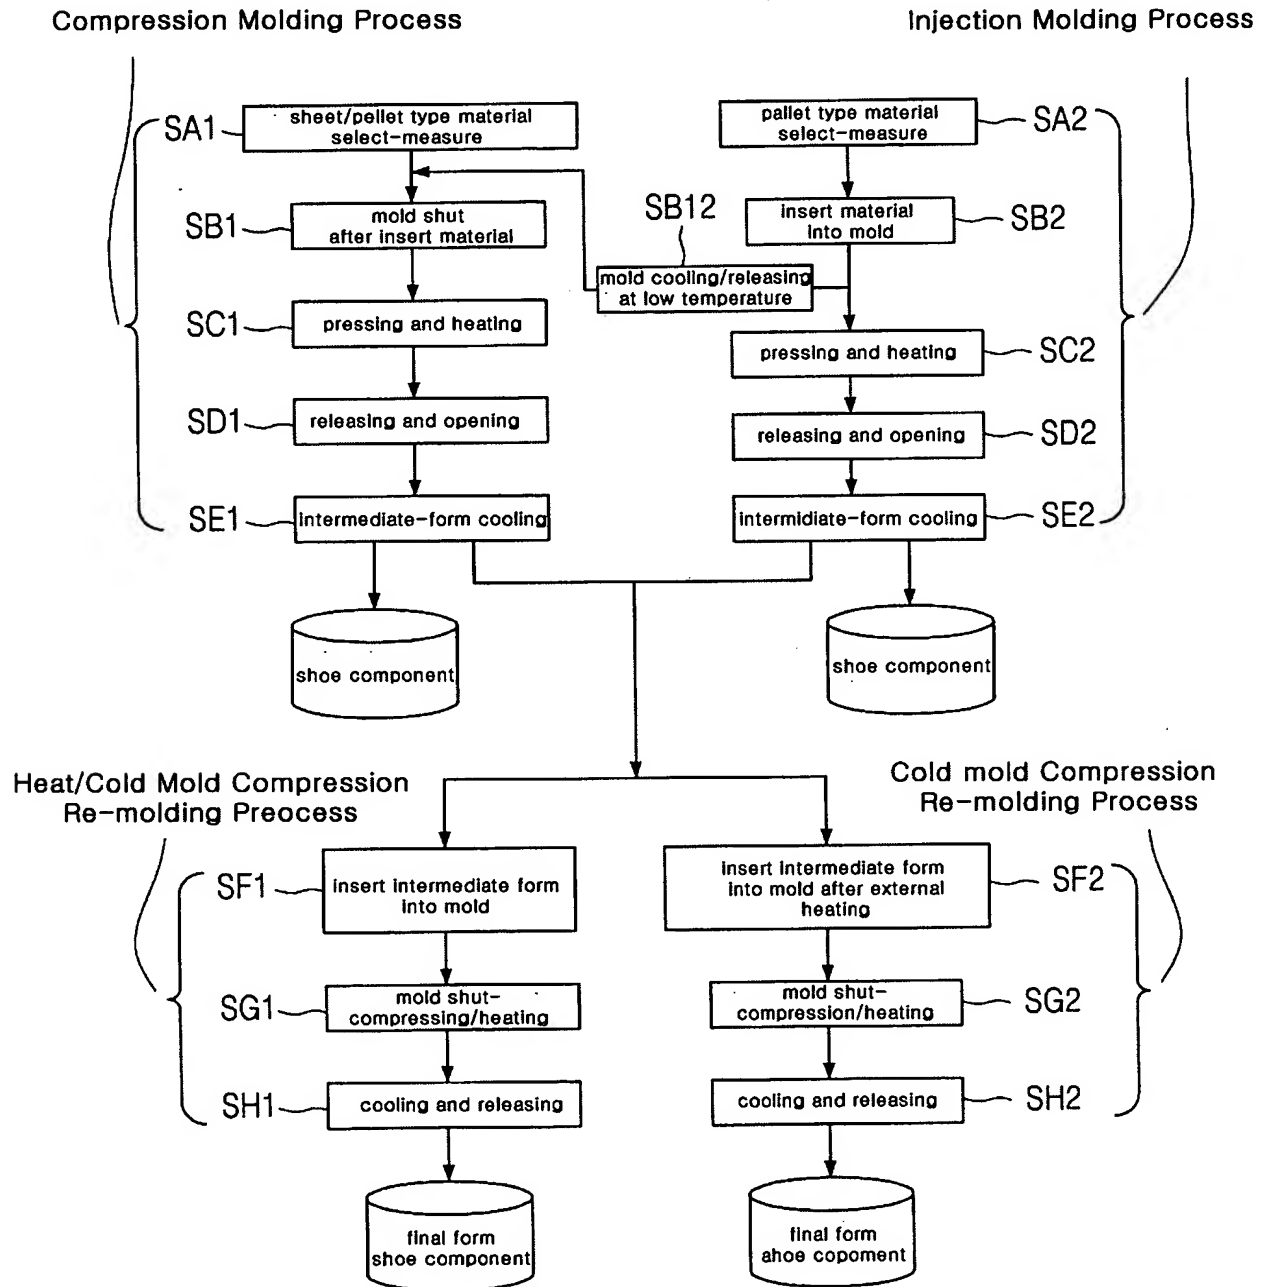 Compression Molding Process
Injection Molding Process
SA1
sheet/pellet type material
select-measure
pallet type material
select-measure
SA2
SB1
mold shut
after insert material
SB12
mold cooling/releasing
at low temperature
insert material
into mold
SB2
SC1
pressing and heating
pressing and heating
SC2
SD1
releasing and opening
releasing and opening
SD2
SE1
intermediate-form cooling
intermidiate-form cooling
SE2
shoe component
shoe component
Heat/Cold Mold Compression
Re-molding Preocess
Cold mold Compression
Re-molding Process
SF1
insert intermediate form
into mold
insert intermediate form
into mold after external
heating
SF2
SG1
mold shut-
compressing/heating
mold shut-
compression/heating
SG2
SH1
cooling and releasing
cooling and releasing
SH2
final form
shoe component
final form
ahoe copoment